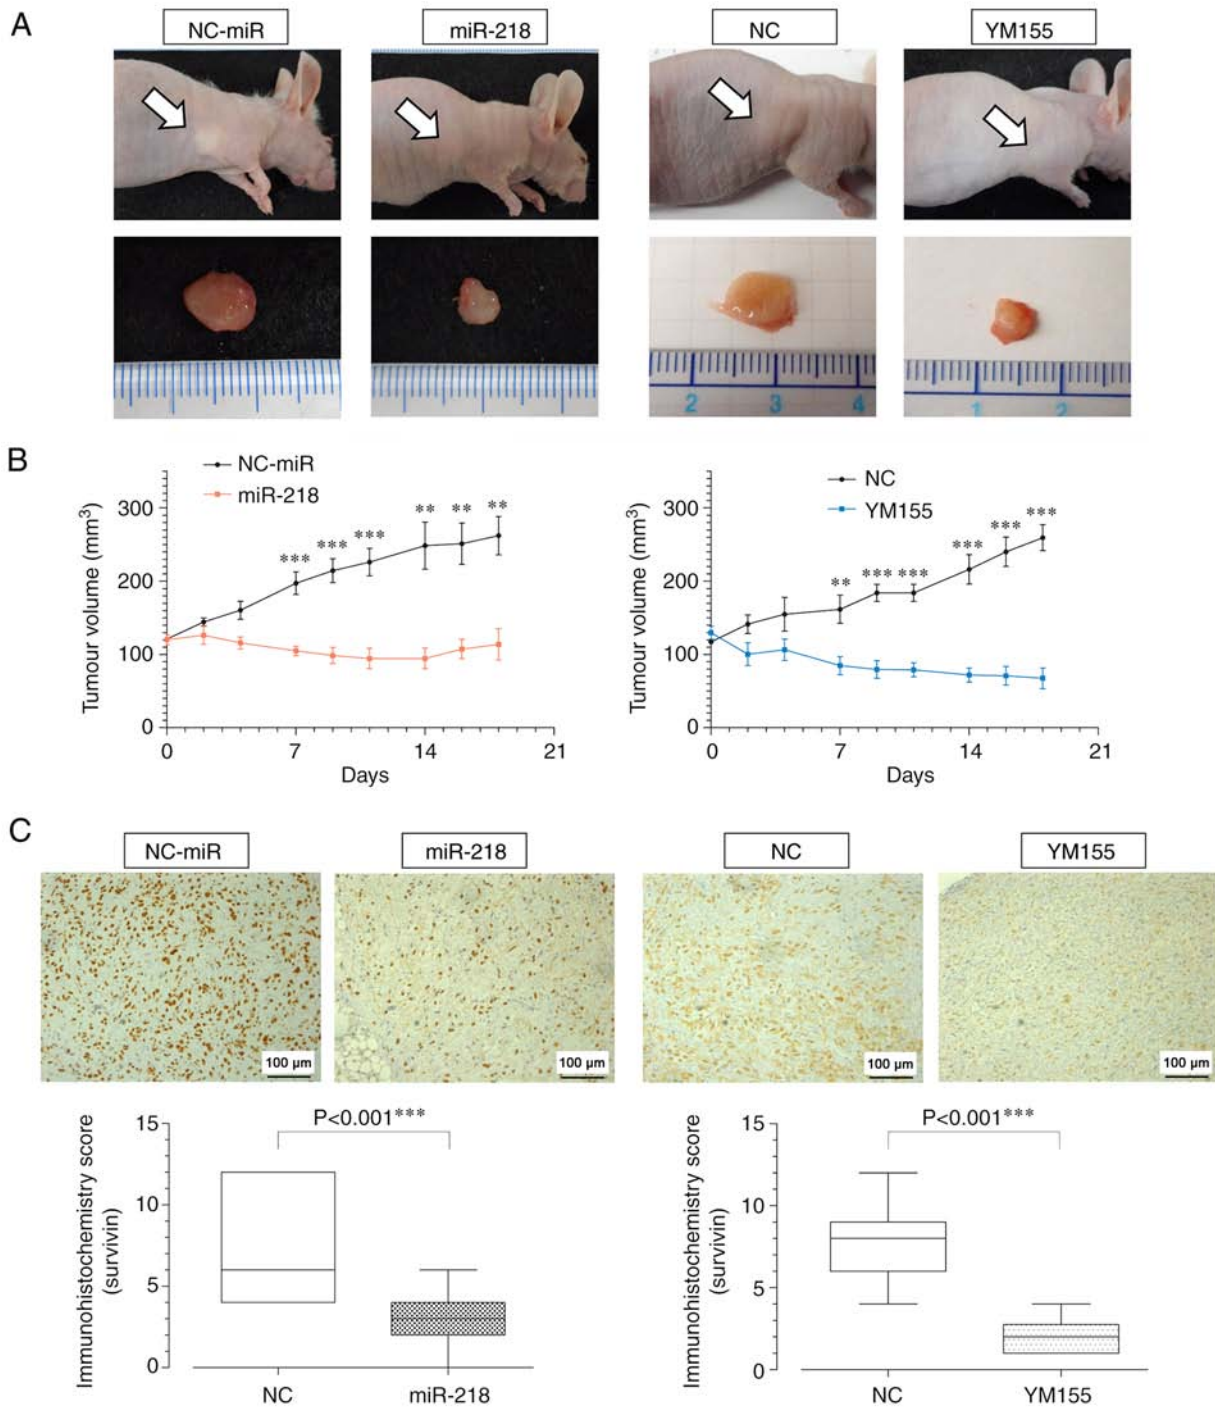 A
NC-miR
miR-218
NC
YM155
2 3 4
1 2
B
NC-miR
miR-218
Tumour volume (mm3)
300
200
100
0
*** *** *** ** ** **
0 7 14 21
Days
NC
YM155
Tumour volume (mm3)
300
200
100
0
** *** *** *** *** ***
0 7 14 21
Days
C
NC-miR
miR-218
NC
YM155
100 µm
100 µm
100 µm
100 µm
Immunohistochemistry score
(survivin)
15
10
5
0
P<0.001***
NC
miR-218
Immunohistochemistry score
(survivin)
15
10
5
0
P<0.001***
NC
YM155